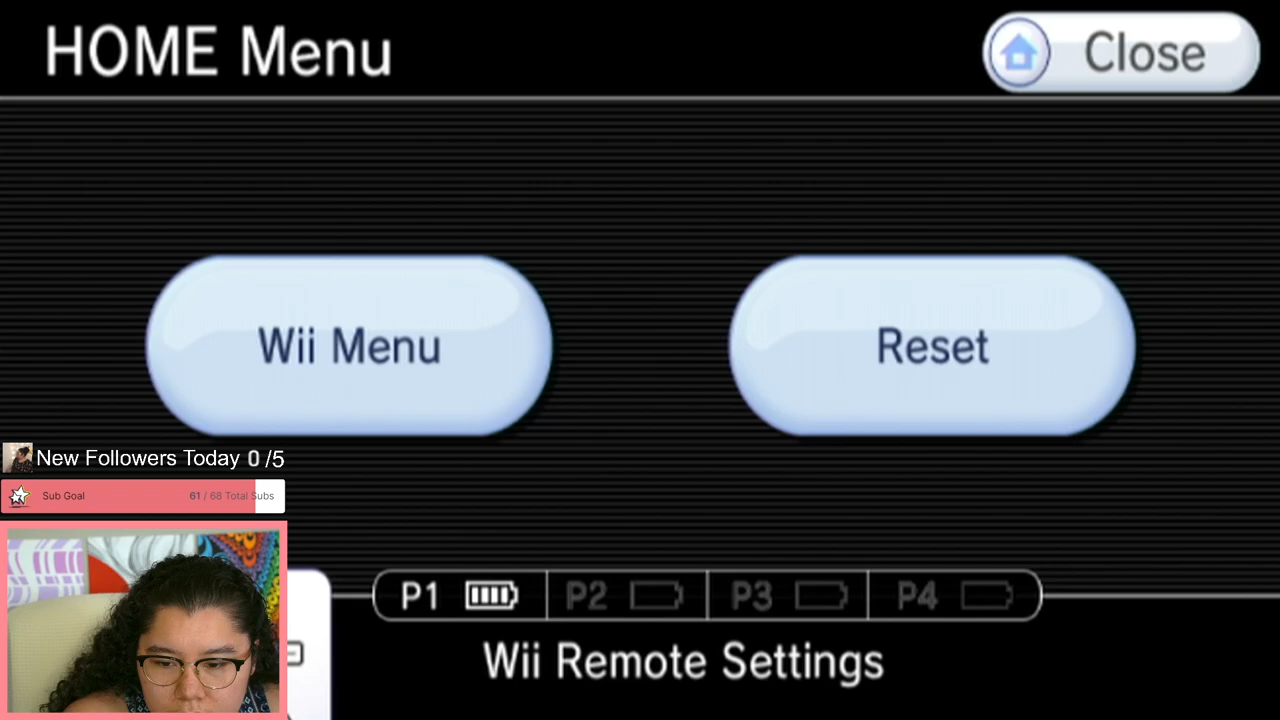 HOME Menu
Close
Wii Menu
Reset
New Followers Today 0 /5
Sub Goal
61 / 68 Total Subs
P1
P2
P3
P4
Wii Remote Settings